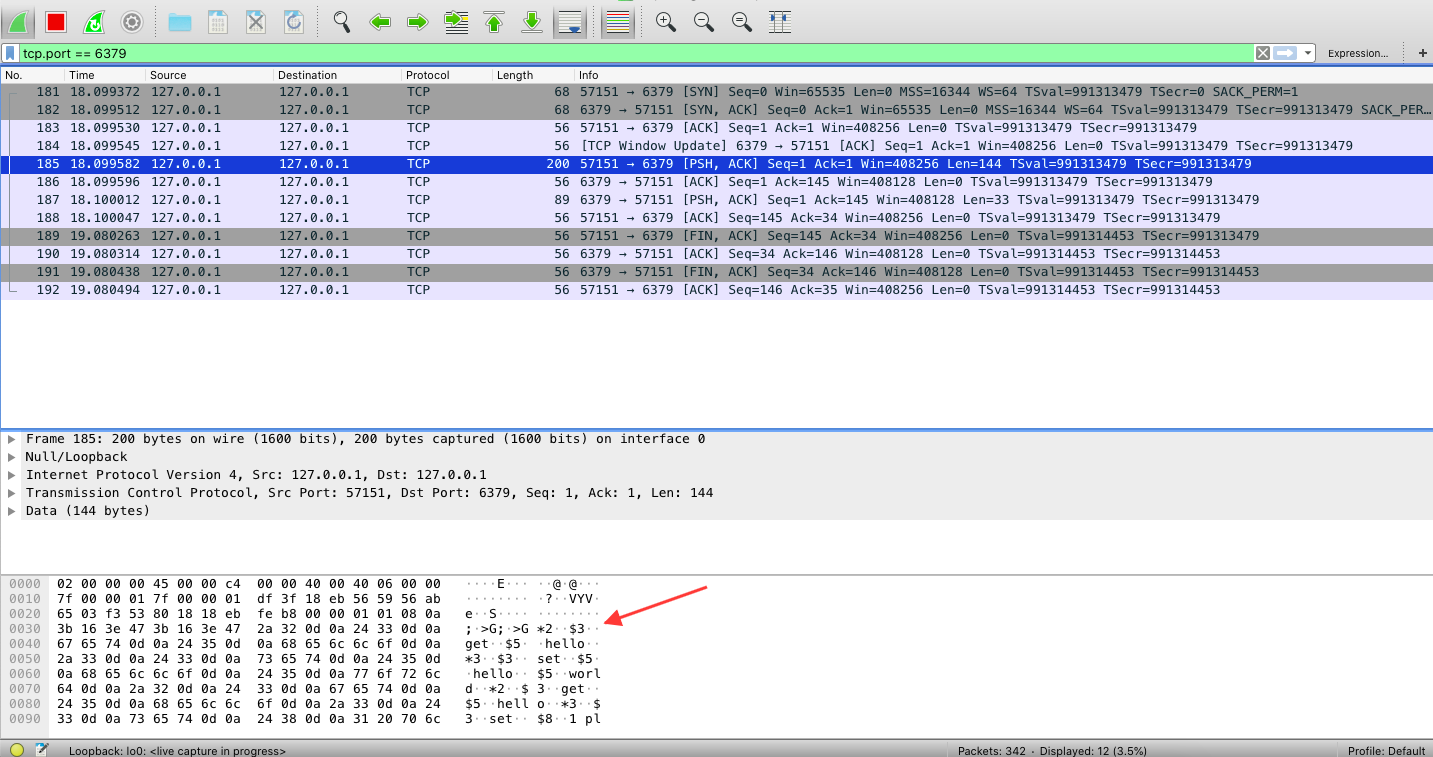 tcp.port == 6379 Expression... +
No. Time Source Destination Protocol Length Info
181 18.099372 127.0.0.1 127.0.0.1 TCP 68 57151 → 6379 [SYN] Seq=0 Win=65535 Len=0 MSS=16344 WS=64 TSval=991313479 TSecr=0 SACK_PERM=1
182 18.099512 127.0.0.1 127.0.0.1 TCP 68 6379 → 57151 [SYN, ACK] Seq=0 Ack=1 Win=65535 Len=0 MSS=16344 WS=64 TSval=991313479 TSecr=991313479 SACK_PER…
183 18.099530 127.0.0.1 127.0.0.1 TCP 56 57151 → 6379 [ACK] Seq=1 Ack=1 Win=408256 Len=0 TSval=991313479 TSecr=991313479
184 18.099545 127.0.0.1 127.0.0.1 TCP 56 [TCP Window Update] 6379 → 57151 [ACK] Seq=1 Ack=1 Win=408256 Len=0 TSval=991313479 TSecr=991313479
185 18.099582 127.0.0.1 127.0.0.1 TCP 200 57151 → 6379 [PSH, ACK] Seq=1 Ack=1 Win=408256 Len=144 TSval=991313479 TSecr=991313479
186 18.099596 127.0.0.1 127.0.0.1 TCP 56 6379 → 57151 [ACK] Seq=1 Ack=145 Win=408128 Len=0 TSval=991313479 TSecr=991313479
187 18.100012 127.0.0.1 127.0.0.1 TCP 89 6379 → 57151 [PSH, ACK] Seq=1 Ack=145 Win=408128 Len=33 TSval=991313479 TSecr=991313479
188 18.100047 127.0.0.1 127.0.0.1 TCP 56 57151 → 6379 [ACK] Seq=145 Ack=34 Win=408256 Len=0 TSval=991313479 TSecr=991313479
189 19.080263 127.0.0.1 127.0.0.1 TCP 56 57151 → 6379 [FIN, ACK] Seq=145 Ack=34 Win=408256 Len=0 TSval=991314453 TSecr=991313479
190 19.080314 127.0.0.1 127.0.0.1 TCP 56 6379 → 57151 [ACK] Seq=34 Ack=146 Win=408128 Len=0 TSval=991314453 TSecr=991314453
191 19.080438 127.0.0.1 127.0.0.1 TCP 56 6379 → 57151 [FIN, ACK] Seq=34 Ack=146 Win=408128 Len=0 TSval=991314453 TSecr=991314453
192 19.080494 127.0.0.1 127.0.0.1 TCP 56 57151 → 6379 [ACK] Seq=146 Ack=35 Win=408256 Len=0 TSval=991314453 TSecr=991314453
Frame 185: 200 bytes on wire (1600 bits), 200 bytes captured (1600 bits) on interface 0
Null/Loopback
Internet Protocol Version 4, Src: 127.0.0.1, Dst: 127.0.0.1
Transmission Control Protocol, Src Port: 57151, Dst Port: 6379, Seq: 1, Ack: 1, Len: 144
Data (144 bytes)
0000 02 00 00 00 45 00 00 c4 00 00 40 00 40 06 00 00 ····E··· ··@·@···
0010 7f 00 00 01 7f 00 00 01 df 3f 18 eb 56 59 56 ab ········ ·?··VYV·
0020 65 03 f3 53 80 18 18 eb fe b8 00 00 01 01 08 0a e··S···· ········
0030 3b 16 3e 47 3b 16 3e 47 2a 32 0d 0a 24 33 0d 0a ;·>G;·>G *2··$3··
0040 67 65 74 0d 0a 24 35 0d 0a 68 65 6c 6c 6f 0d 0a get··$5· ·hello··
0050 2a 33 0d 0a 24 33 0d 0a 73 65 74 0d 0a 24 35 0d *3··$3·· set··$5·
0060 0a 68 65 6c 6c 6f 0d 0a 24 35 0d 0a 77 6f 72 6c ·hello·· $5··worl
0070 64 0d 0a 2a 32 0d 0a 24 33 0d 0a 67 65 74 0d 0a d··*2··$ 3··get··
0080 24 35 0d 0a 68 65 6c 6c 6f 0d 0a 2a 33 0d 0a 24 $5··hell o··*3··$
0090 33 0d 0a 73 65 74 0d 0a 24 38 0d 0a 31 20 70 6c 3··set·· $8··1 pl
Loopback: lo0: <live capture in progress> Packets: 342 · Displayed: 12 (3.5%) Profile: Default